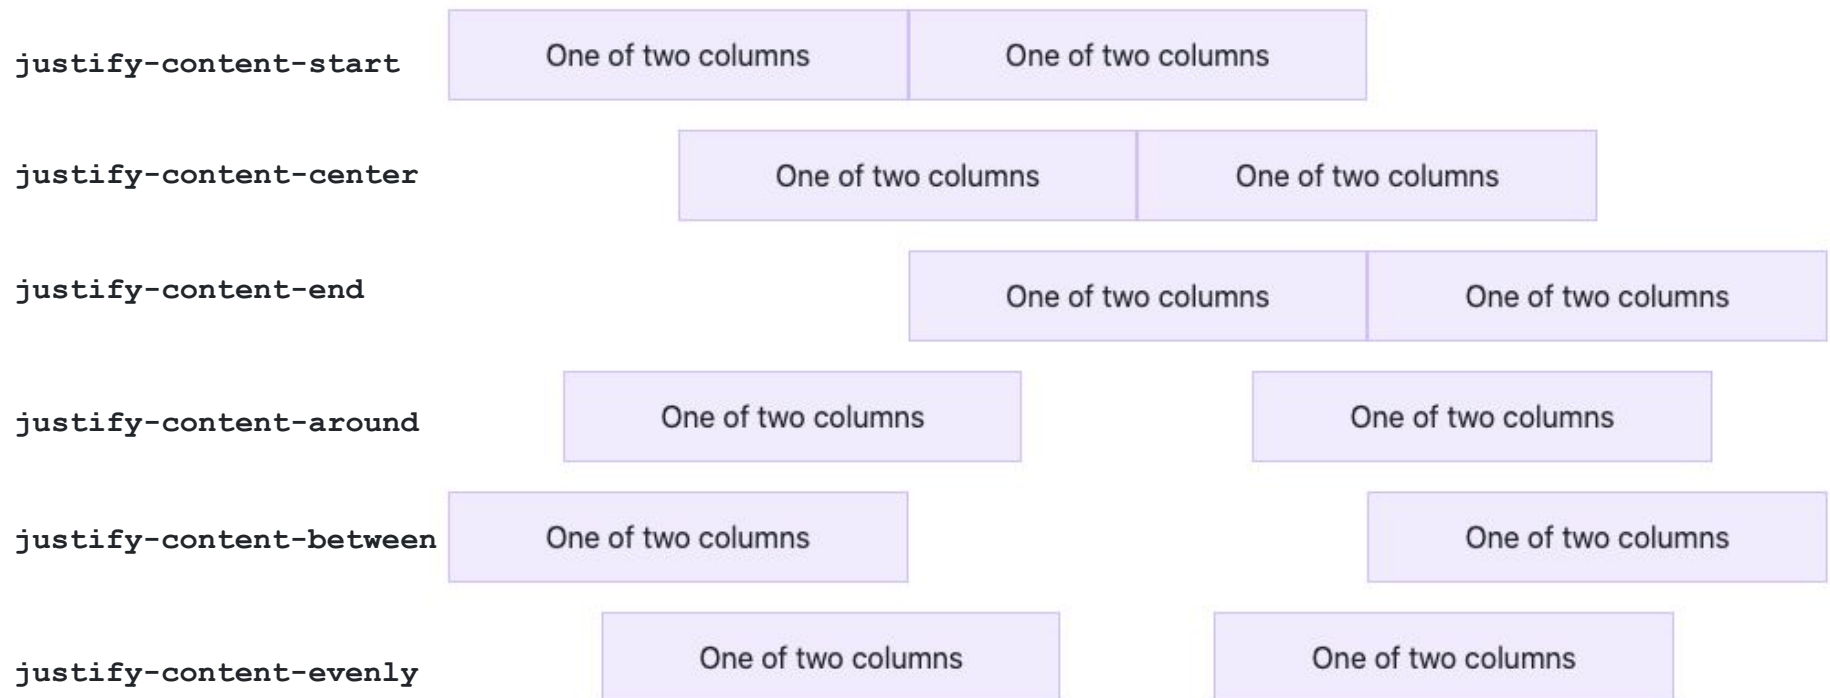 justify-content-start One of two columns One of two columns
justify-content-center One of two columns One of two columns
justify-content-end One of two columns One of two columns
justify-content-around One of two columns One of two columns
justify-content-between One of two columns One of two columns
justify-content-evenly One of two columns One of two columns